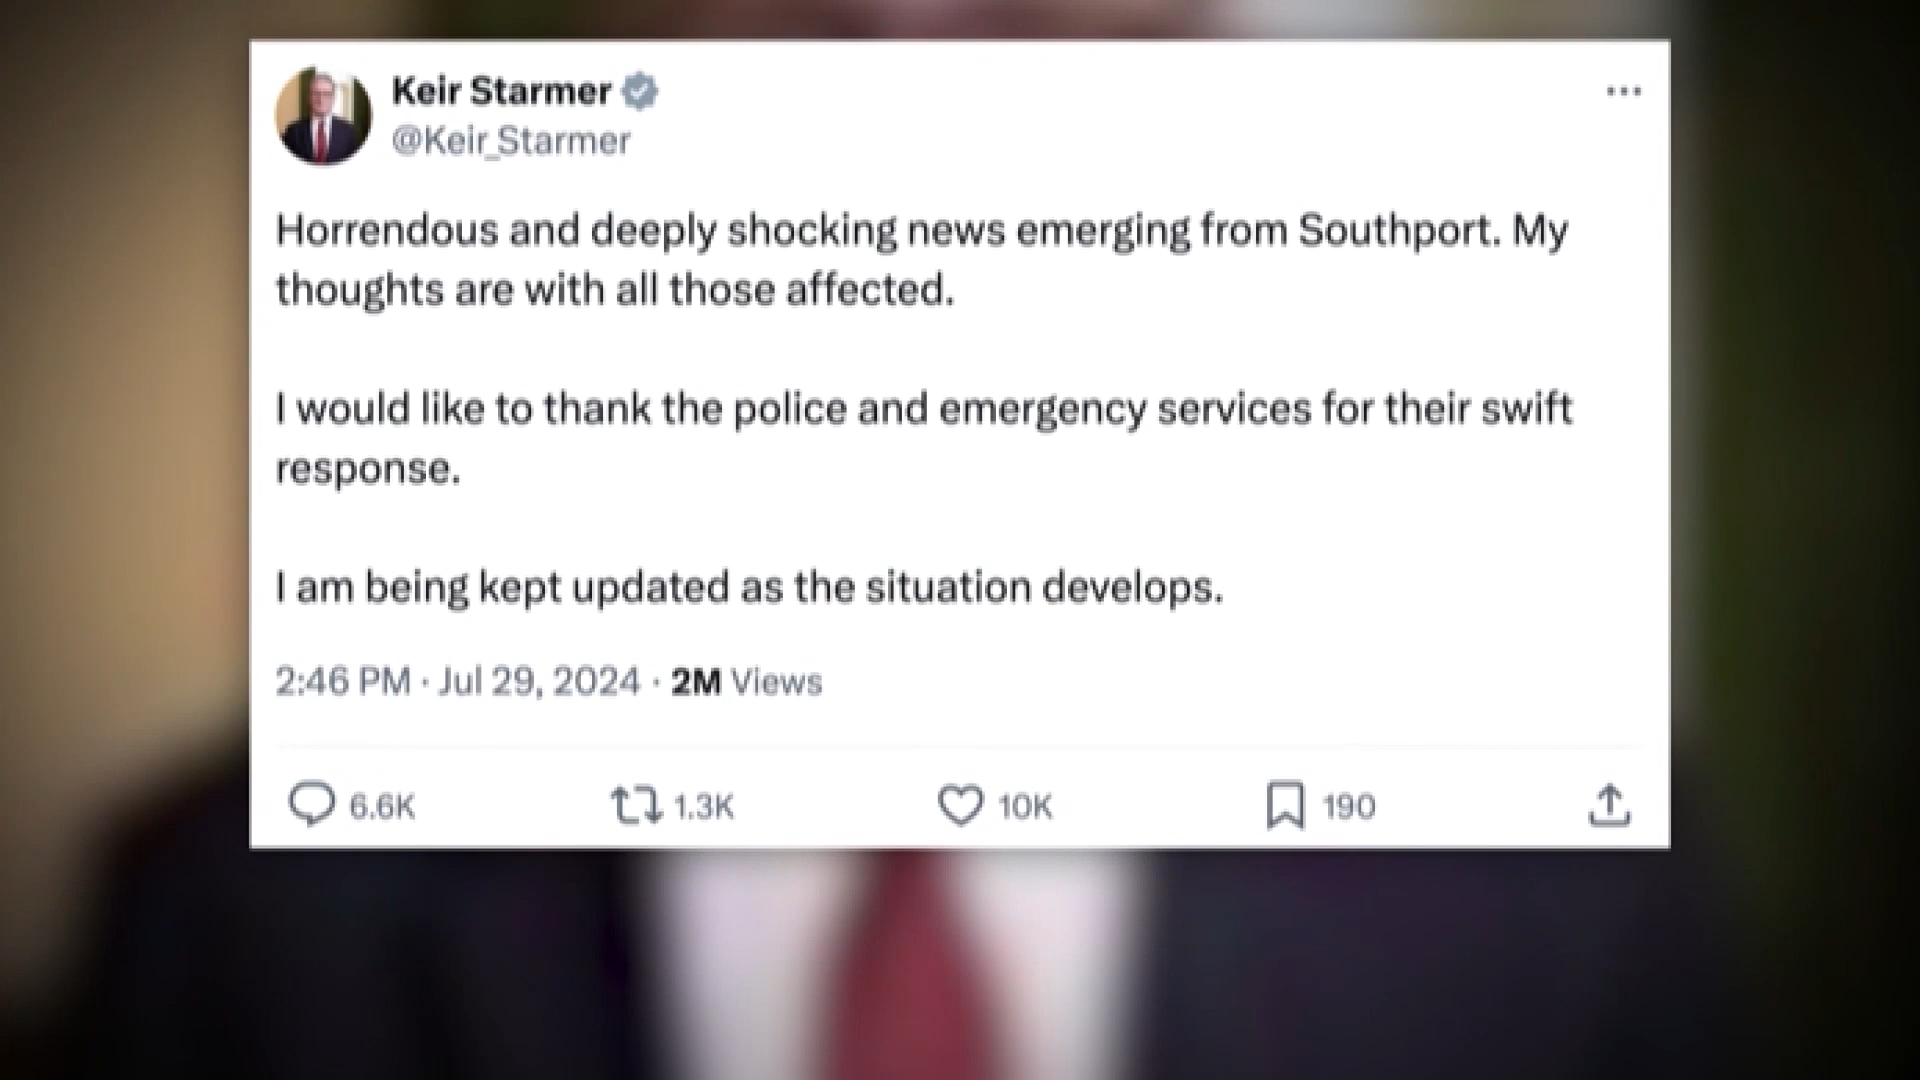 Keir Starmer
@Keir_Starmer
Horrendous and deeply shocking news emerging from Southport. My
thoughts are with all those affected.
I would like to thank the police and emergency services for their swift
response.
I am being kept updated as the situation develops.
2:46 PM · Jul 29, 2024 · 2M Views
6.6K 1.3K 10K 190